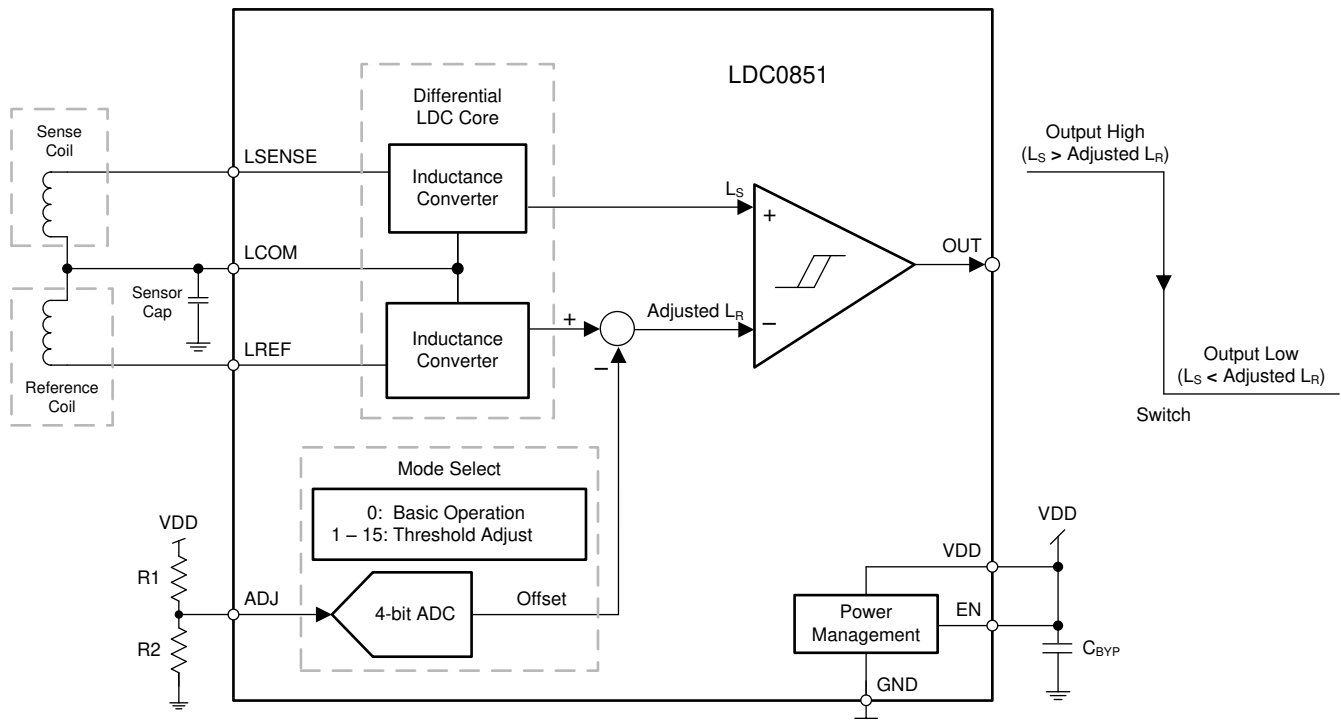 LDC0851
Differential
LDC Core
Sense
Coil
LSENSE
Inductance
Converter
LS
+
Output High
(LS > Adjusted LR)
LCOM
OUT
Sensor
Cap
Inductance
Converter
+
Adjusted LR
−
−
LREF
Reference
Coil
Output Low
(LS < Adjusted LR)
Switch
Mode Select
0: Basic Operation
1 – 15: Threshold Adjust
VDD
R1
ADJ
4-bit ADC
Offset
R2
VDD
VDD
Power
Management
EN
CBYP
GND